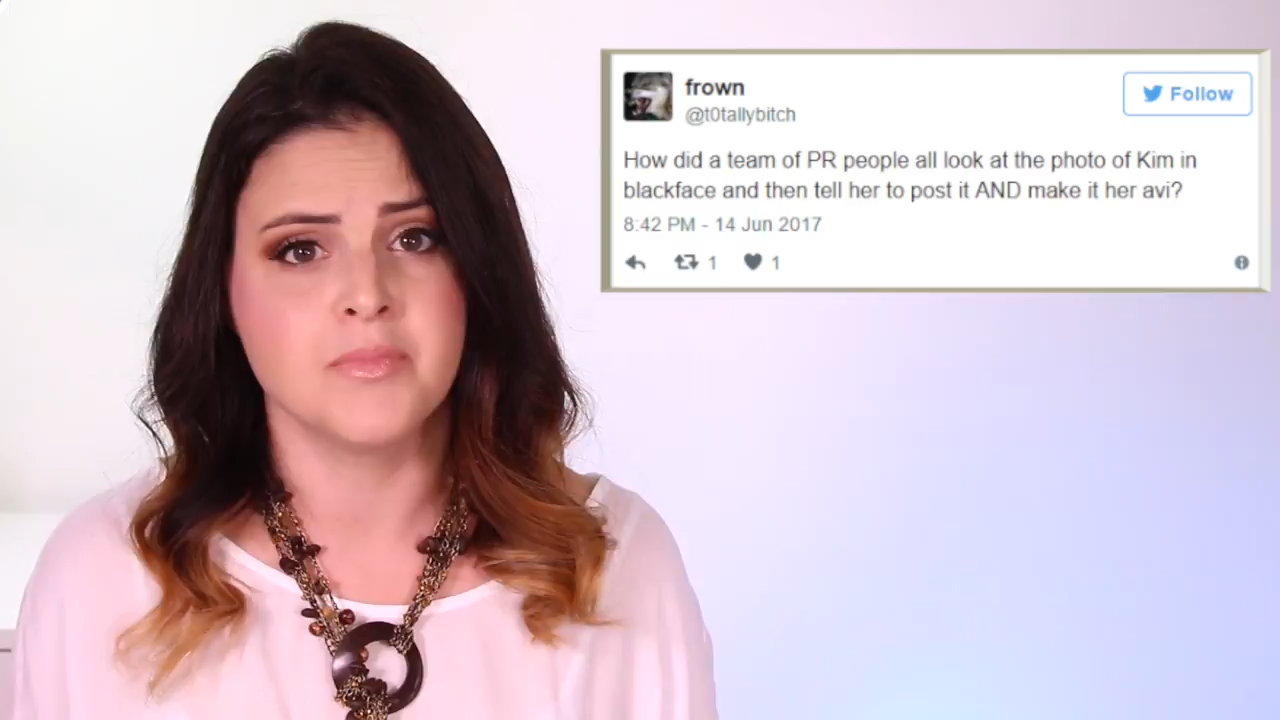 frown
@t0tallybitch
Follow
How did a team of PR people all look at the photo of Kim in
blackface and then tell her to post it AND make it her avi?
8:42 PM - 14 Jun 2017
1
1